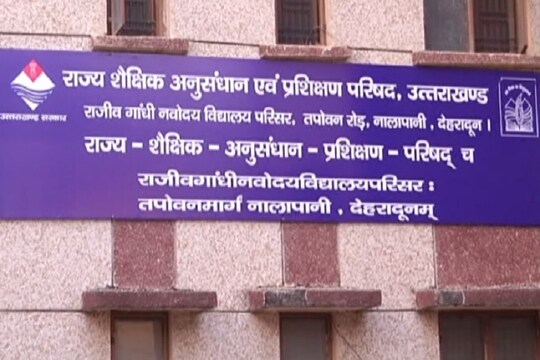 राज्य शैक्षिक अनुसंधान एवं प्रशिक्षण परिषद, उत्तराखण्ड
उत्तराखण्ड सरकार
राजीव गांधी नवोदय विद्यालय परिसर, तपोवन रोड़, नालापानी, देहरादून।
राज्य - शैक्षिक - अनुसंधान - प्रशिक्षण - परिषद् च
राजीवगांधीनवोदयविद्यालयपरिसर :
तपोवनमार्ग नालापानी, देहरादूनम्